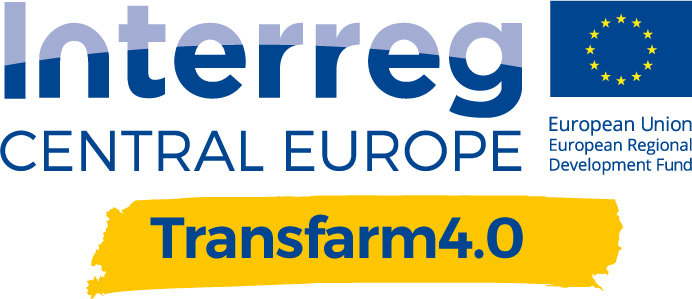 Interreg
CENTRAL EUROPE
European Union
European Regional
Development Fund
Transfarm4.0